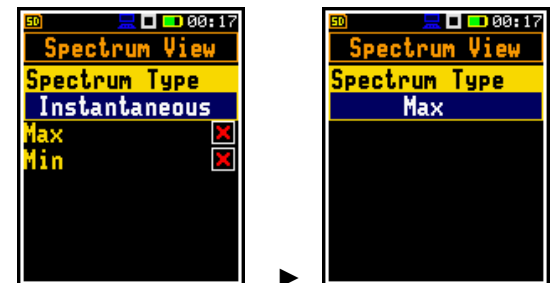 SD 00:17
Spectrum View
Spectrum Type
Instantaneous
Max
Min
SD 00:17
Spectrum View
Spectrum Type
Max